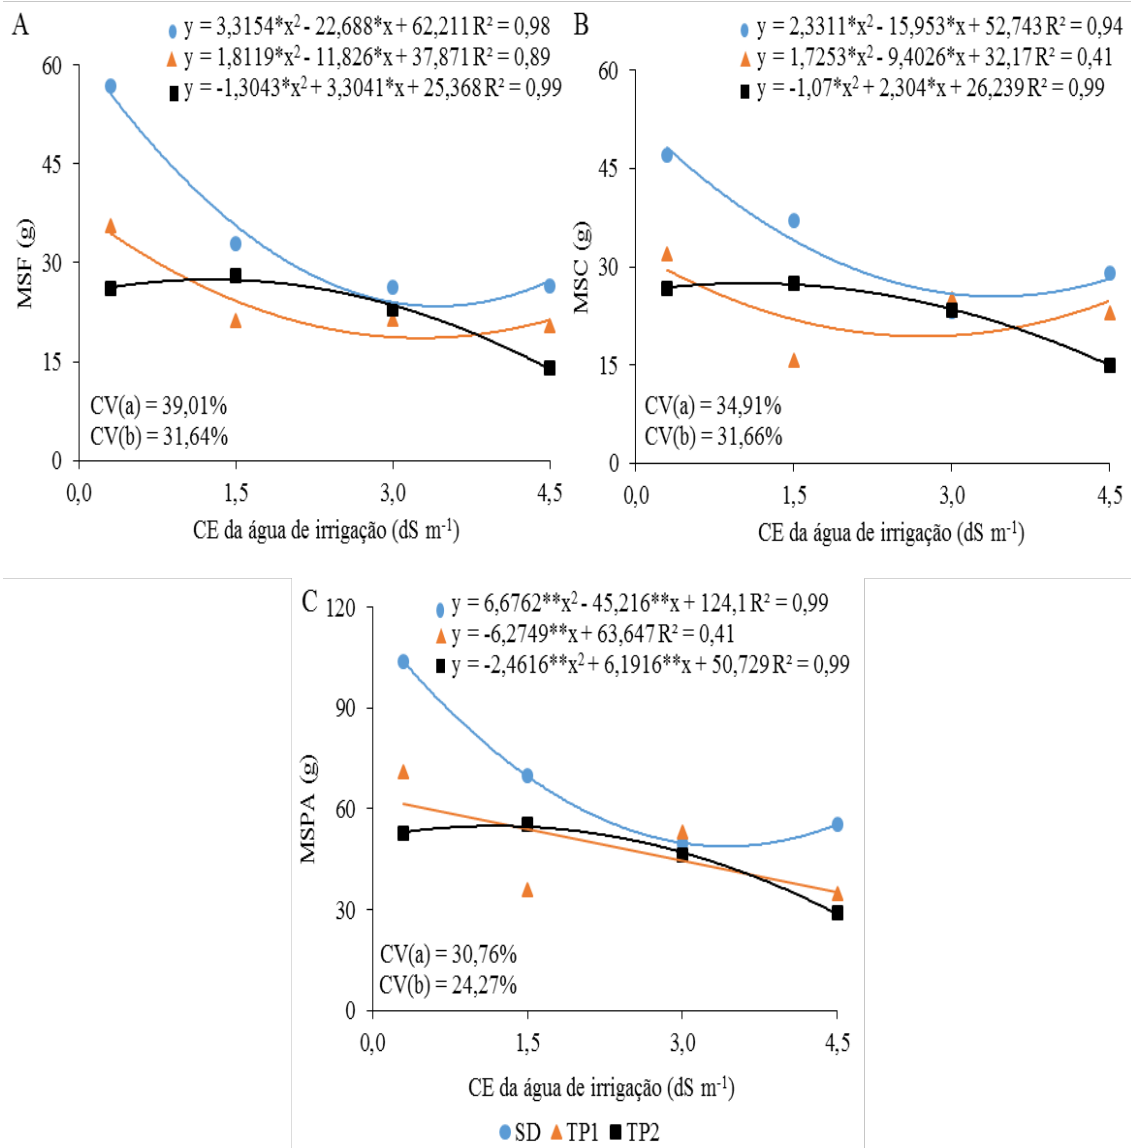 A
y = 3,3154*x² - 22,688*x + 62,211 R² = 0,98
y = 1,8119*x² - 11,826*x + 37,871 R² = 0,89
y = -1,3043*x² + 3,3041*x + 25,368 R² = 0,99
60
45
30
15
0
MSF (g)
CV(a) = 39,01%
CV(b) = 31,64%
0,0 1,5 3,0 4,5
CE da água de irrigação (dS m⁻¹)
B
y = 2,3311*x² - 15,953*x + 52,743 R² = 0,94
y = 1,7253*x² - 9,4026*x + 32,17 R² = 0,41
y = -1,07*x² + 2,304*x + 26,239 R² = 0,99
60
45
30
15
0
MSC (g)
CV(a) = 34,91%
CV(b) = 31,66%
0,0 1,5 3,0 4,5
CE da água de irrigação (dS m⁻¹)
C
y = 6,6762**x² - 45,216**x + 124,1 R² = 0,99
y = -6,2749**x + 63,647 R² = 0,41
y = -2,4616**x² + 6,1916**x + 50,729 R² = 0,99
120
90
60
30
0
MSPA (g)
CV(a) = 30,76%
CV(b) = 24,27%
0,0 1,5 3,0 4,5
CE da água de irrigação (dS m⁻¹)
SD TP1 TP2